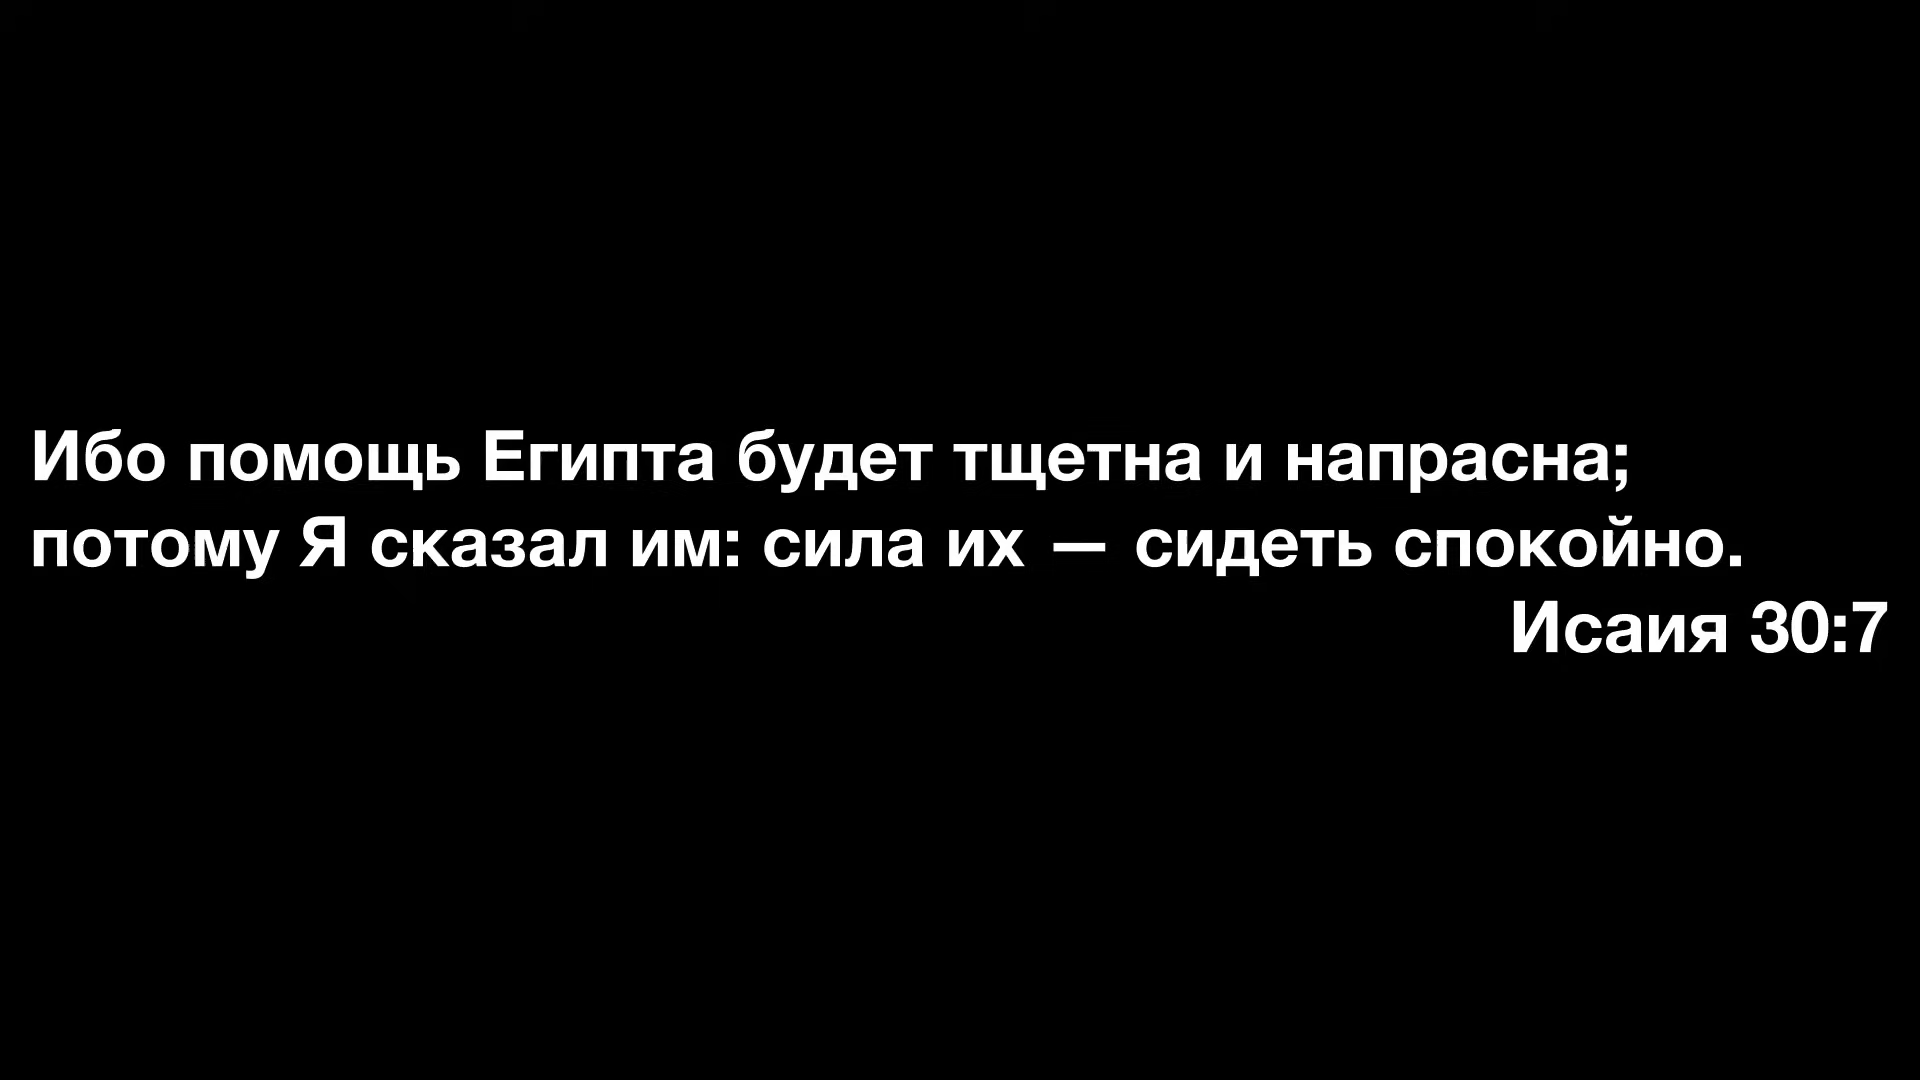 Ибо помощь Египта будет тщетна и напрасна;
потому Я сказал им: сила их — сидеть спокойно.
Исаия 30:7